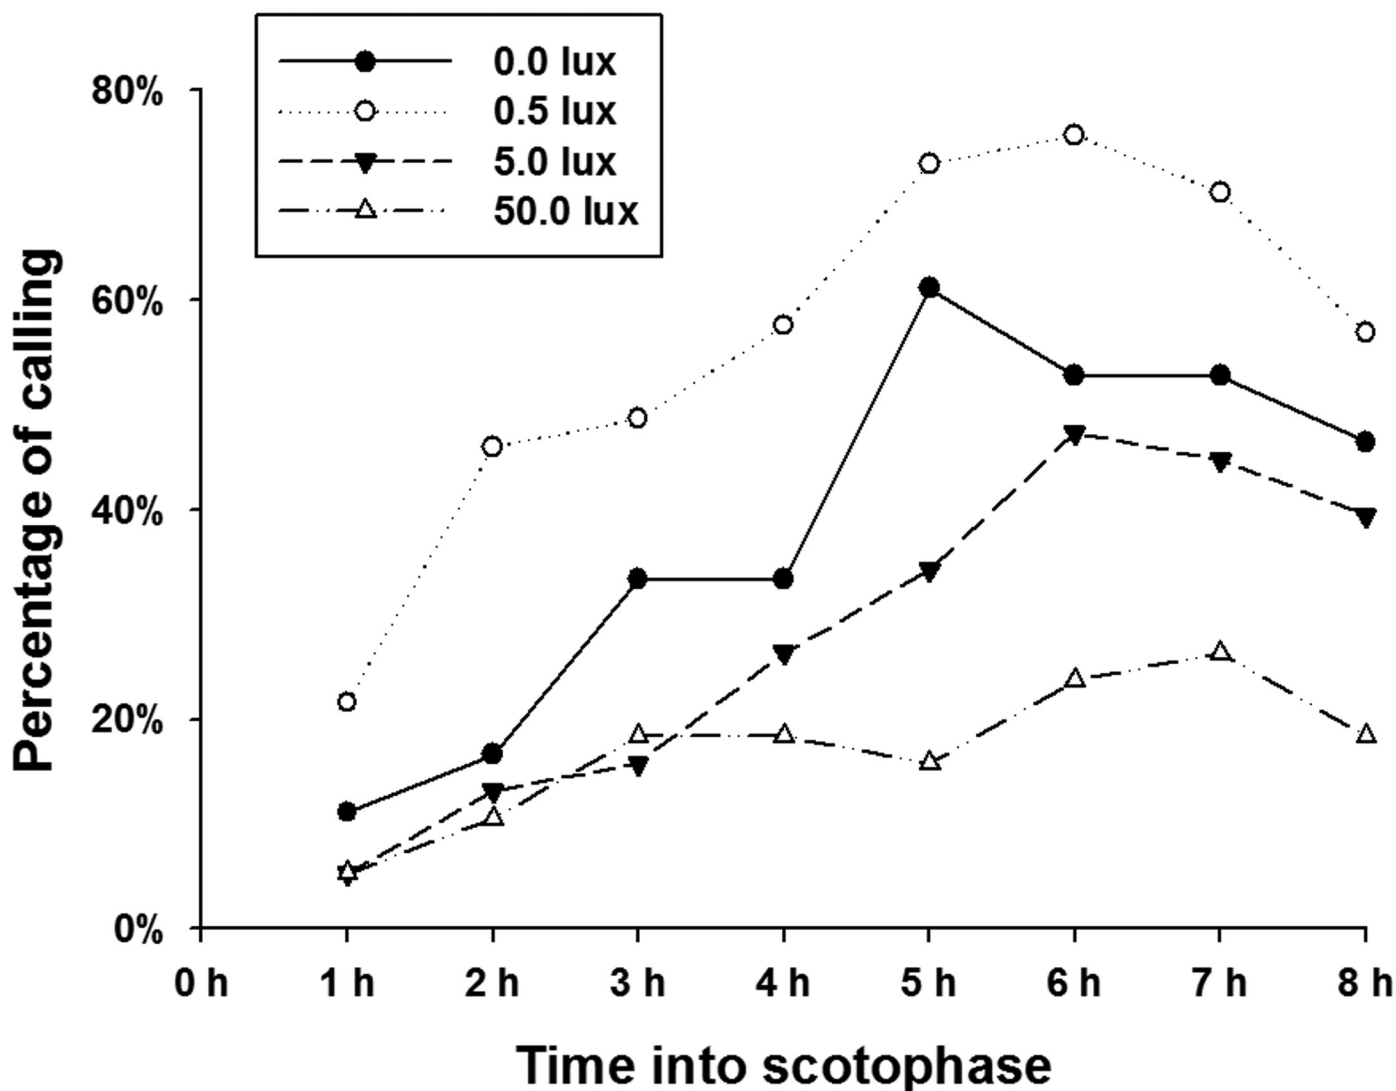 0.0 lux
0.5 lux
5.0 lux
50.0 lux
80%
60%
40%
20%
0%
Percentage of calling
0 h 1 h 2 h 3 h 4 h 5 h 6 h 7 h 8 h
Time into scotophase